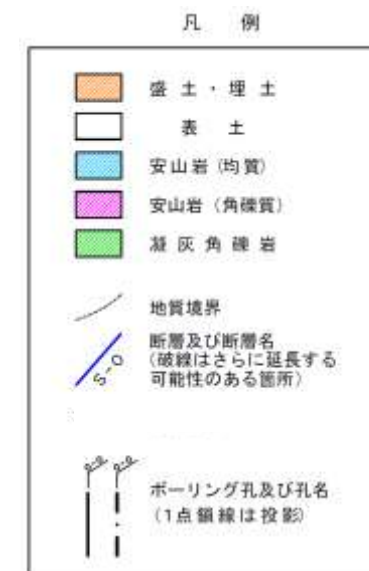 凡 例
盛 土 ・ 埋 土
表 土
安山岩 (均質)
安山岩 (角礫質)
凝 灰 角 礫 岩
地質境界
断層及び断層名
(破線はさらに延長する
可能性のある箇所)
S-O
ボーリング孔及び孔名
(1点鎖線は投影)